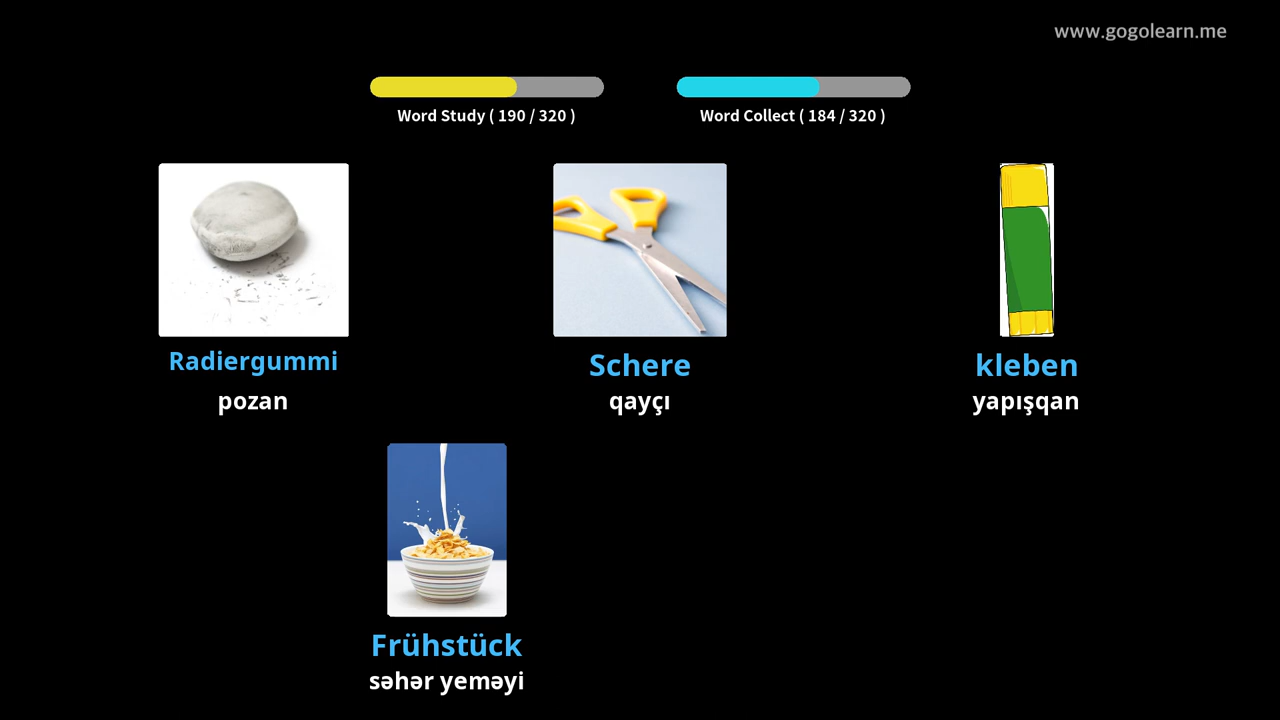 www.gogolearn.me
Word Study ( 190 / 320 )
Word Collect ( 184 / 320 )
Radiergummi
pozan
Schere
qayçı
kleben
yapışqan
Frühstück
səhər yeməyi